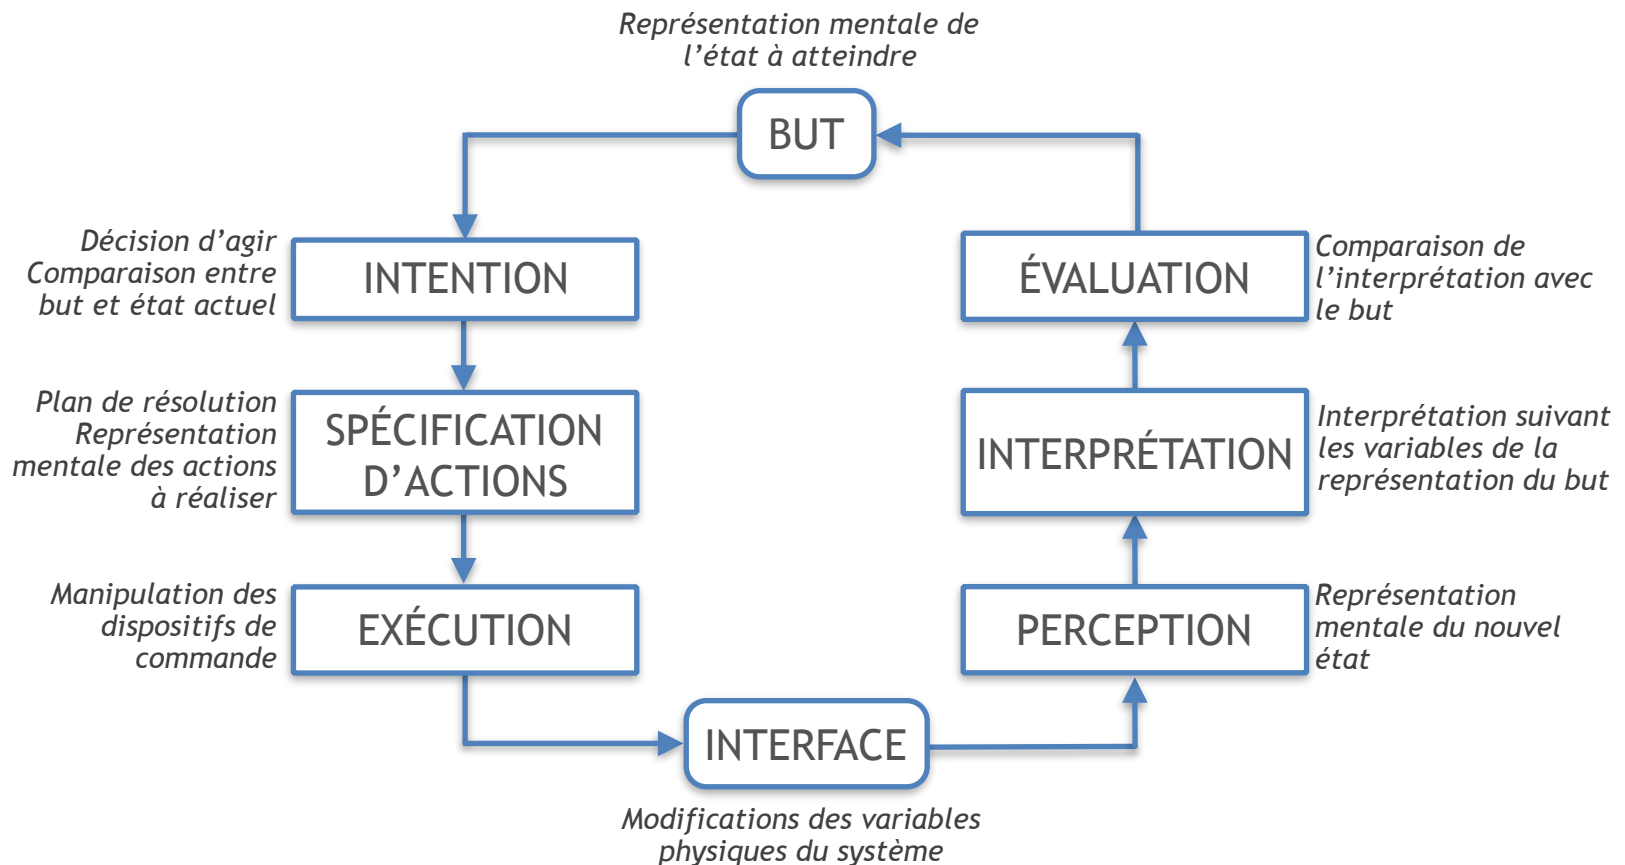 Représentation mentale de
l’état à atteindre
BUT
Décision d’agir
Comparaison entre
but et état actuel
INTENTION
Plan de résolution
Représentation
mentale des actions
à réaliser
SPÉCIFICATION
D’ACTIONS
Manipulation des
dispositifs de
commande
EXÉCUTION
INTERFACE
Modifications des variables
physiques du système
PERCEPTION
Représentation
mentale du nouvel
état
INTERPRÉTATION
Interprétation suivant
les variables de la
représentation du but
ÉVALUATION
Comparaison de
l’interprétation avec
le but